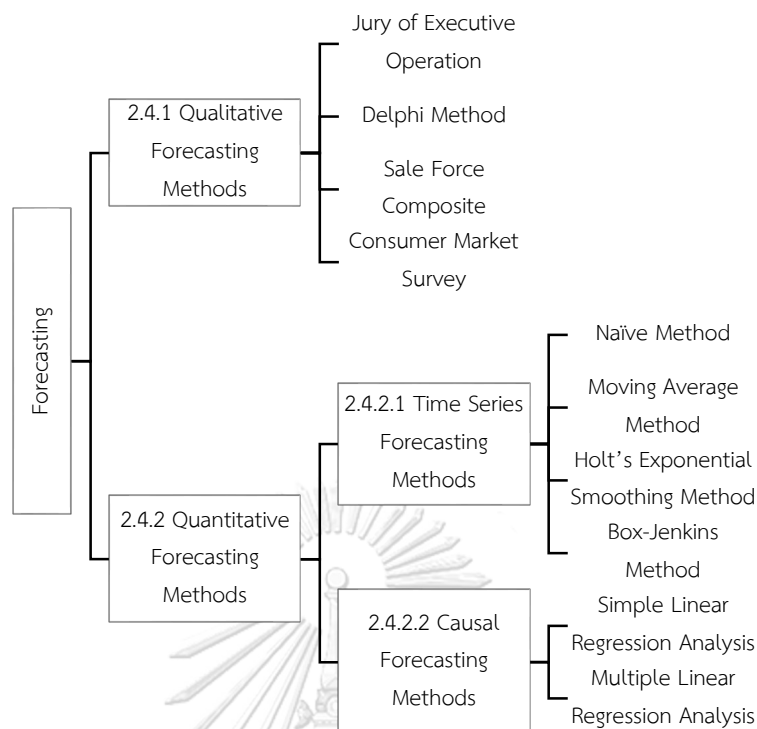 Forecasting
2.4.1 Qualitative
Forecasting
Methods
Jury of Executive
Operation
Delphi Method
Sale Force
Composite
Consumer Market
Survey
2.4.2 Quantitative
Forecasting
Methods
2.4.2.1 Time Series
Forecasting
Methods
Naïve Method
Moving Average
Method
Holt's Exponential
Smoothing Method
Box-Jenkins
Method
2.4.2.2 Causal
Forecasting
Methods
Simple Linear
Regression Analysis
Multiple Linear
Regression Analysis